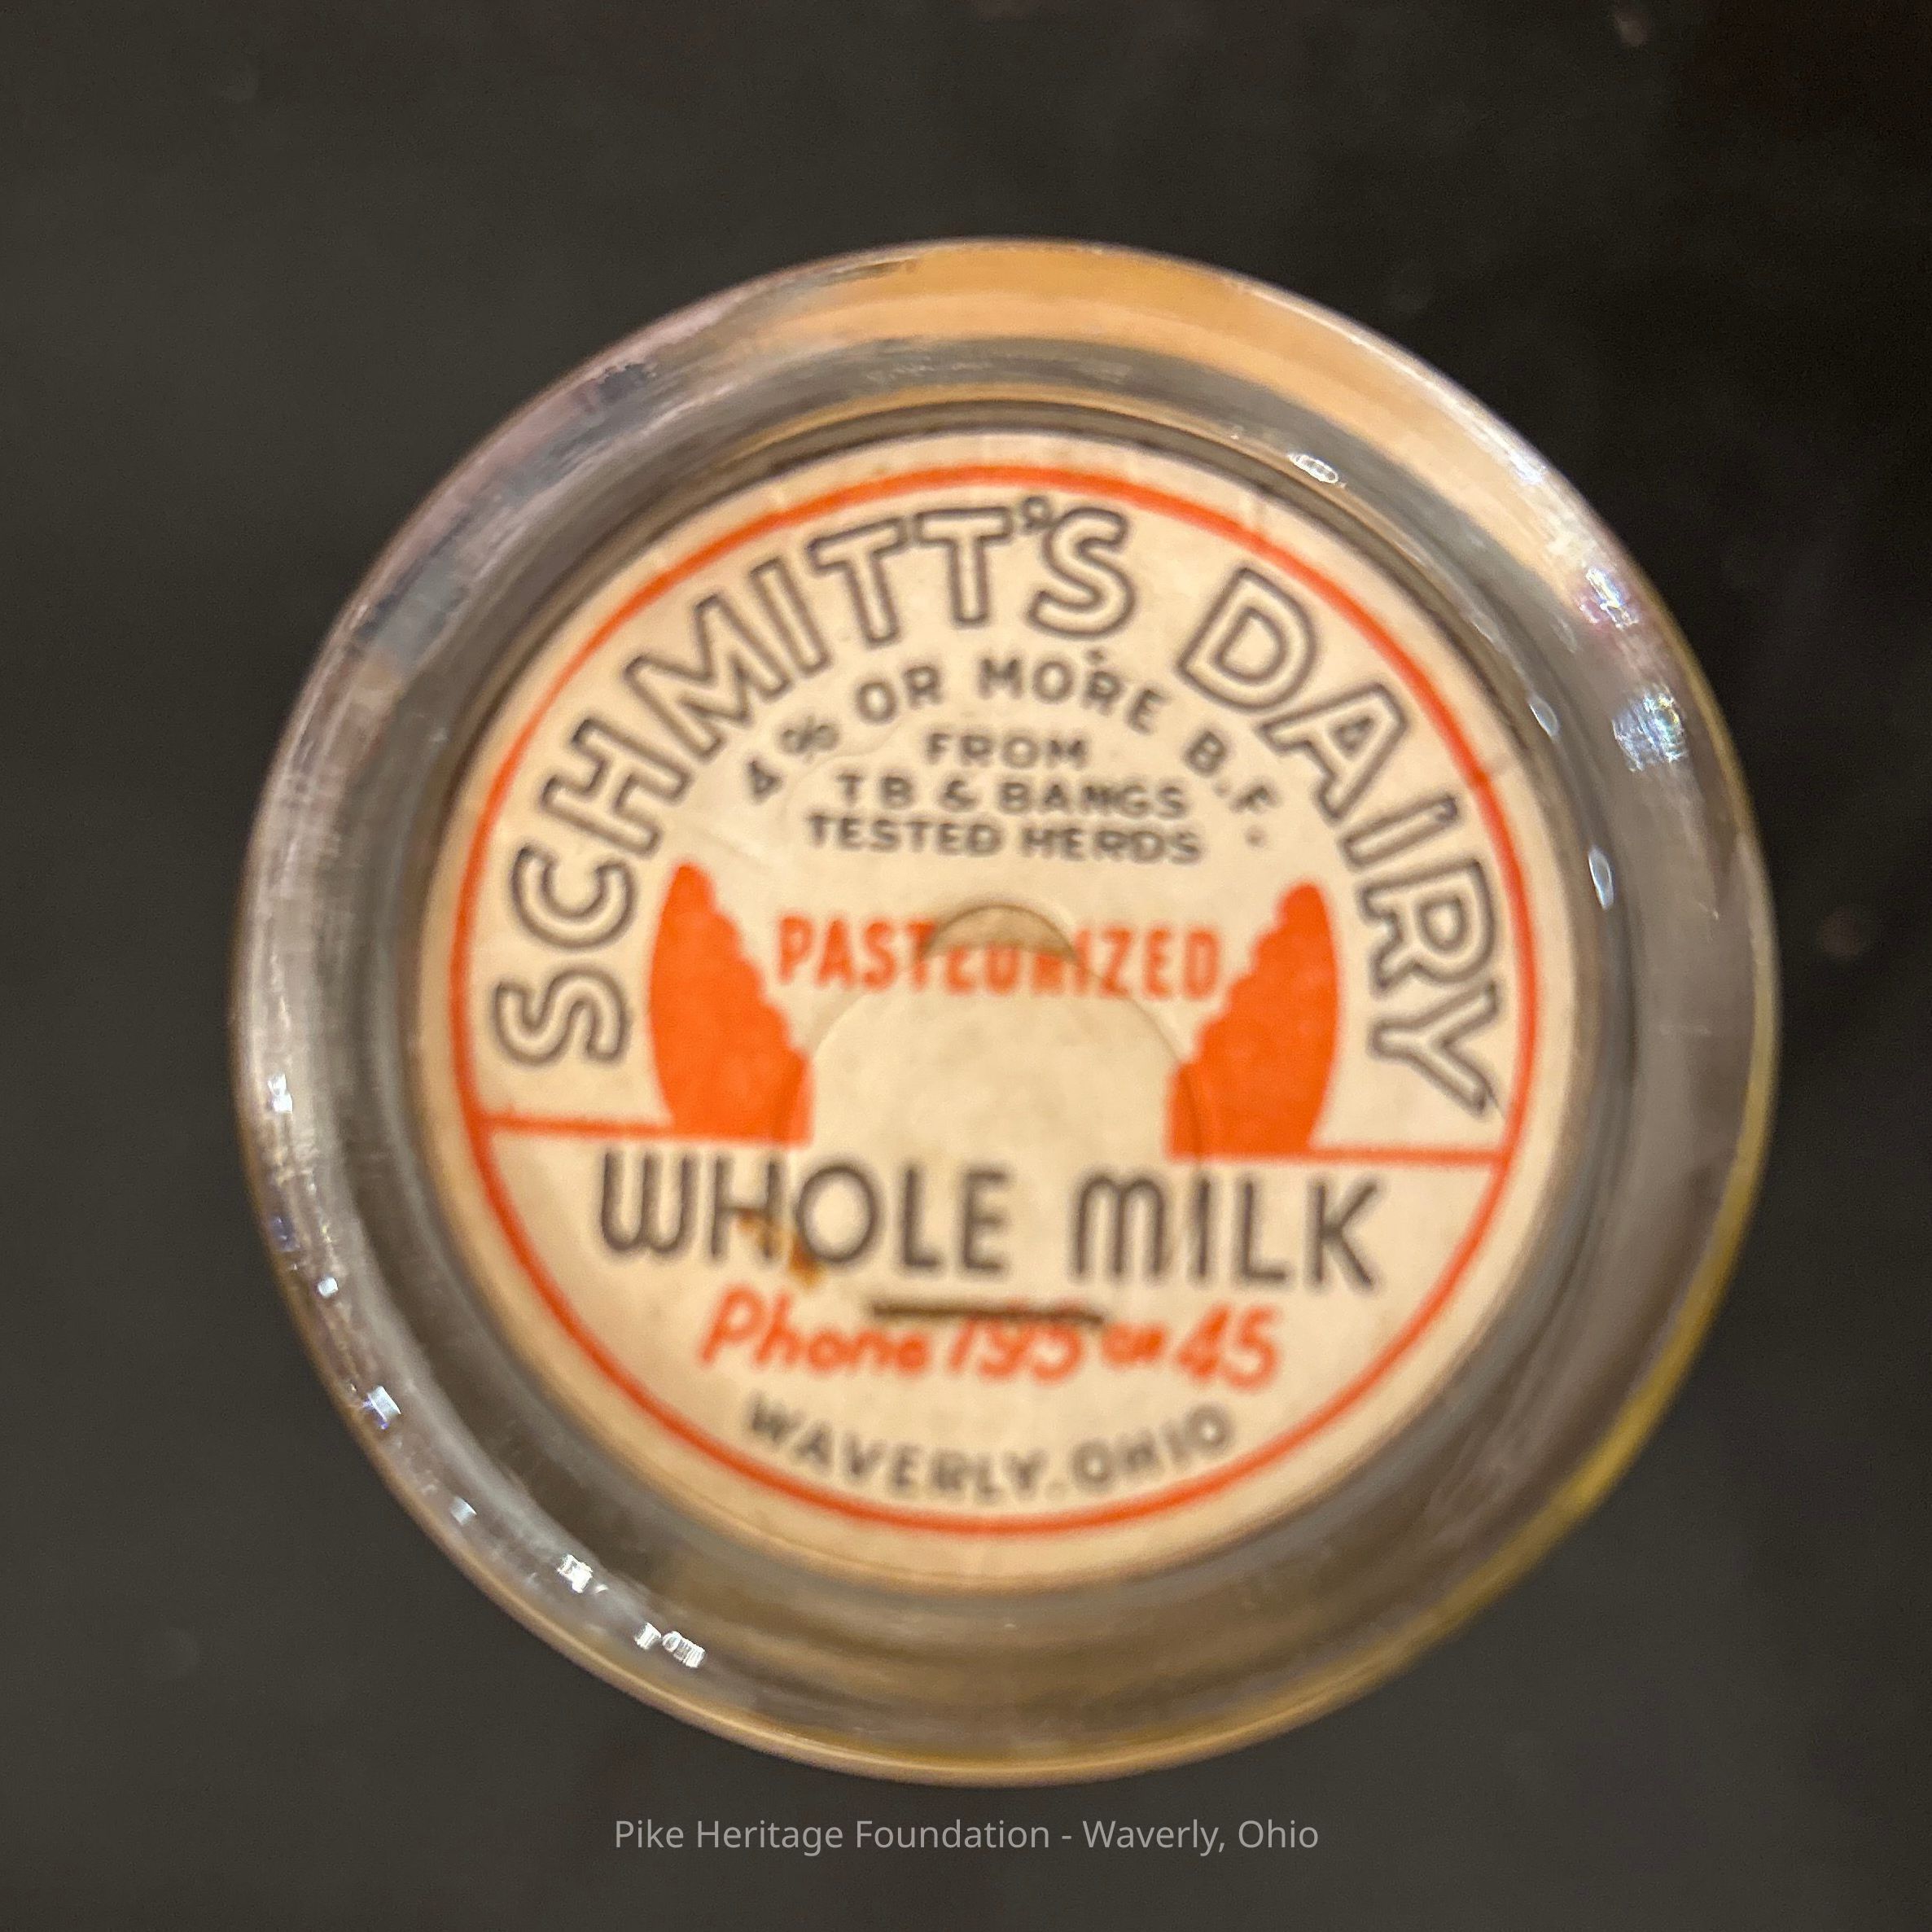 SCHMITT'S DAIRY
4% OR MORE B.F.
FROM
TB & BANGS
TESTED HERDS
PASTEURIZED
WHOLE MILK
Phone 195 or 45
WAVERLY, OHIO
Pike Heritage Foundation - Waverly, Ohio